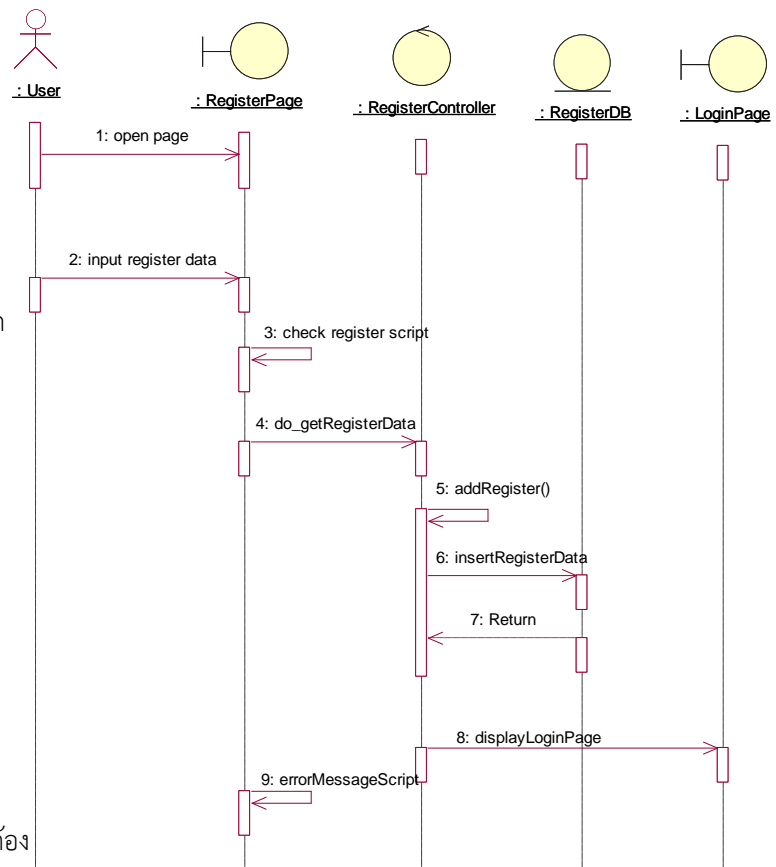 : User
: RegisterPage
: RegisterController
: RegisterDB
: LoginPage
1: open page
2: input register data
3: check register script
4: do_getRegisterData
5: addRegister()
6: insertRegisterData
7: Return
8: displayLoginPage
9: errorMessageScript